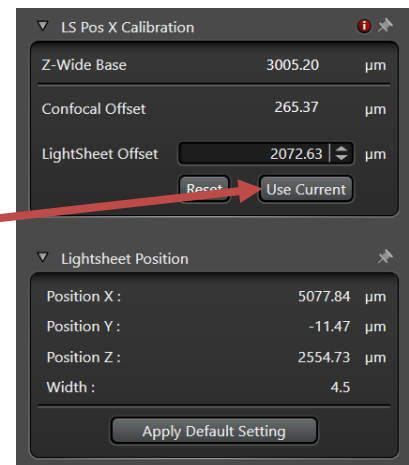 LS Pos X Calibration
Z-Wide Base 3005.20 µm
Confocal Offset 265.37 µm
LightSheet Offset 2072.63 µm
Reset Use Current
Lightsheet Position
Position X : 5077.84 µm
Position Y : -11.47 µm
Position Z : 2554.73 µm
Width : 4.5
Apply Default Setting